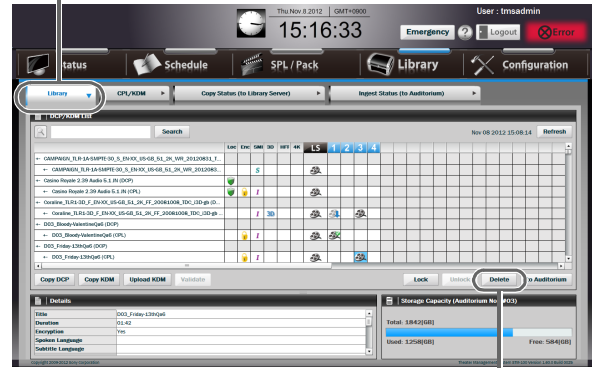 Thu.Nov.8.2012 GMT+0900
15:16:33
User : tmsadmin
Emergency ? Logout Error
tatus Schedule SPL / Pack Library Configuration
Library CPL/KDM Copy Status (to Library Server) Ingest Status (to Auditorium)
DCP/KDM List
Search Nov 08 2012 15:08:14 Refresh
Loc Enc SMI 3D HFI 4K LS 1 2 3 4
CAMPAIGN_TLR-1A-SMPTE-30_S_EN-XX_US-GB_51_2K_WR_20120831_T...
CAMPAIGN_TLR-1A-SMPTE-30_S_EN-XX_US-GB_51_2K_WR_2012083... S
Casino Royale 2.39 Audio 5.1 JN (DCP)
Casino Royale 2.39 Audio 5.1 JN (CPL) I
Coraline_TLR1-3D_F_EN-XX_US-GB_51_2K_FF_20081008_TDC_i3D-gb (D...
Coraline_TLR1-3D_F_EN-XX_US-GB_51_2K_FF_20081008_TDC_i3D-gb ... I 3D
D03_Bloody-ValentineQa6 (DCP)
D03_Bloody-ValentineQa6 (CPL) I
D03_Friday-13thQa6 (DCP)
D03_Friday-13thQa6 (CPL) I
Copy DCP Copy KDM Upload KDM Validate Lock Unlock Delete to Auditorium
Details
Title D03_Friday-13thQa6
Duration 01:42
Encryption Yes
Spoken Language
Subtitle Language
Storage Capacity (Auditorium No. #03)
Total: 1842[GB]
Used: 1258[GB] Free: 584[GB]